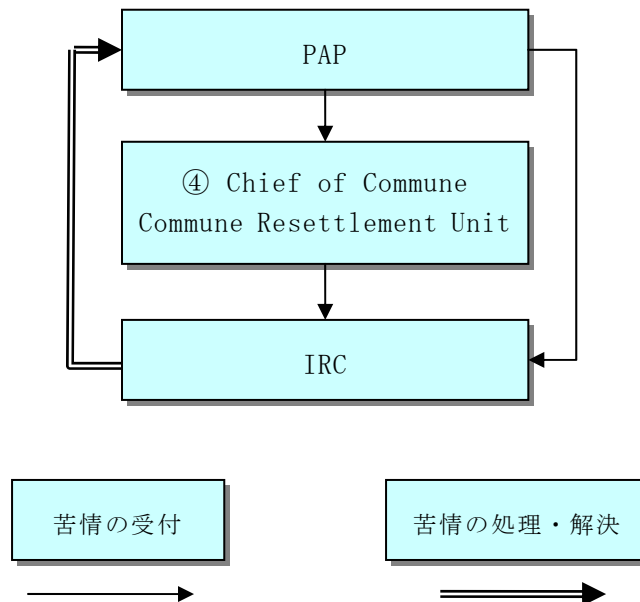 PAP
④ Chief of Commune
Commune Resettlement Unit
IRC
苦情の受付
苦情の処理・解決